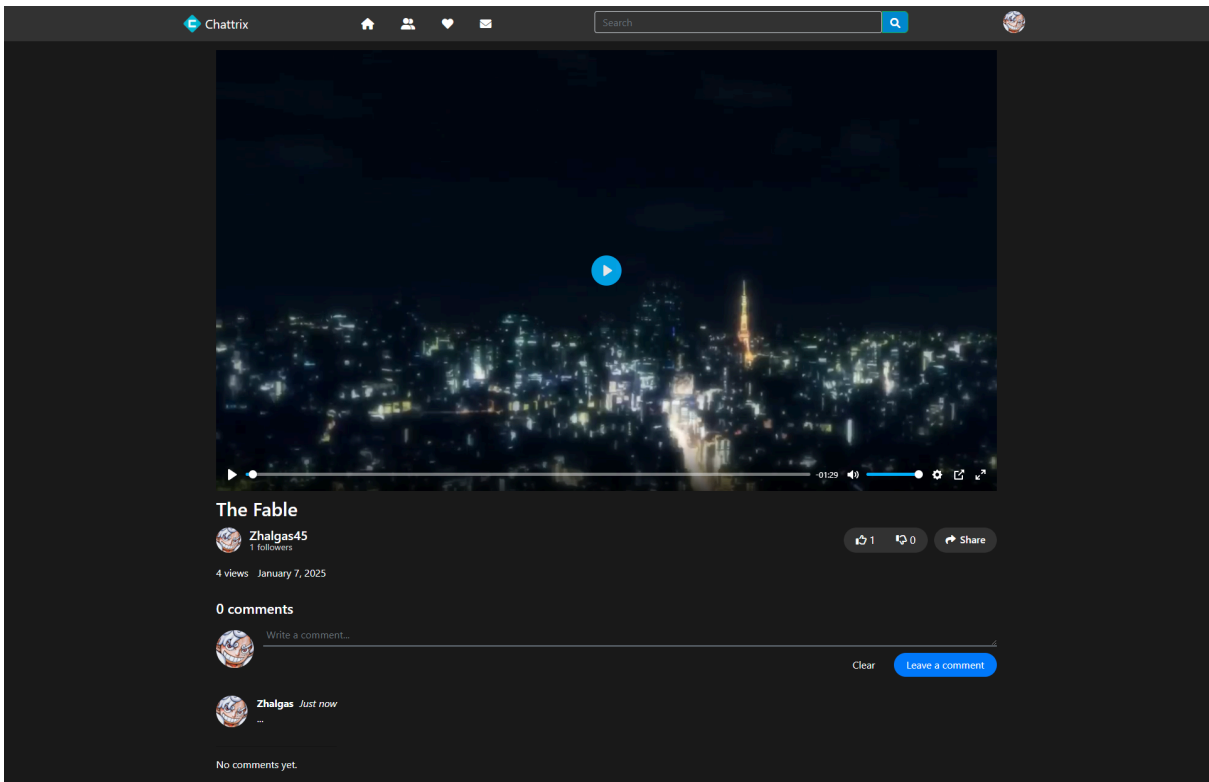 Chattrix
Search
-01:29
The Fable
Zhalgas45
1 followers
1 0 Share
4 views January 7, 2025
0 comments
Write a comment...
Clear Leave a comment
Zhalgas Just now
...
No comments yet.